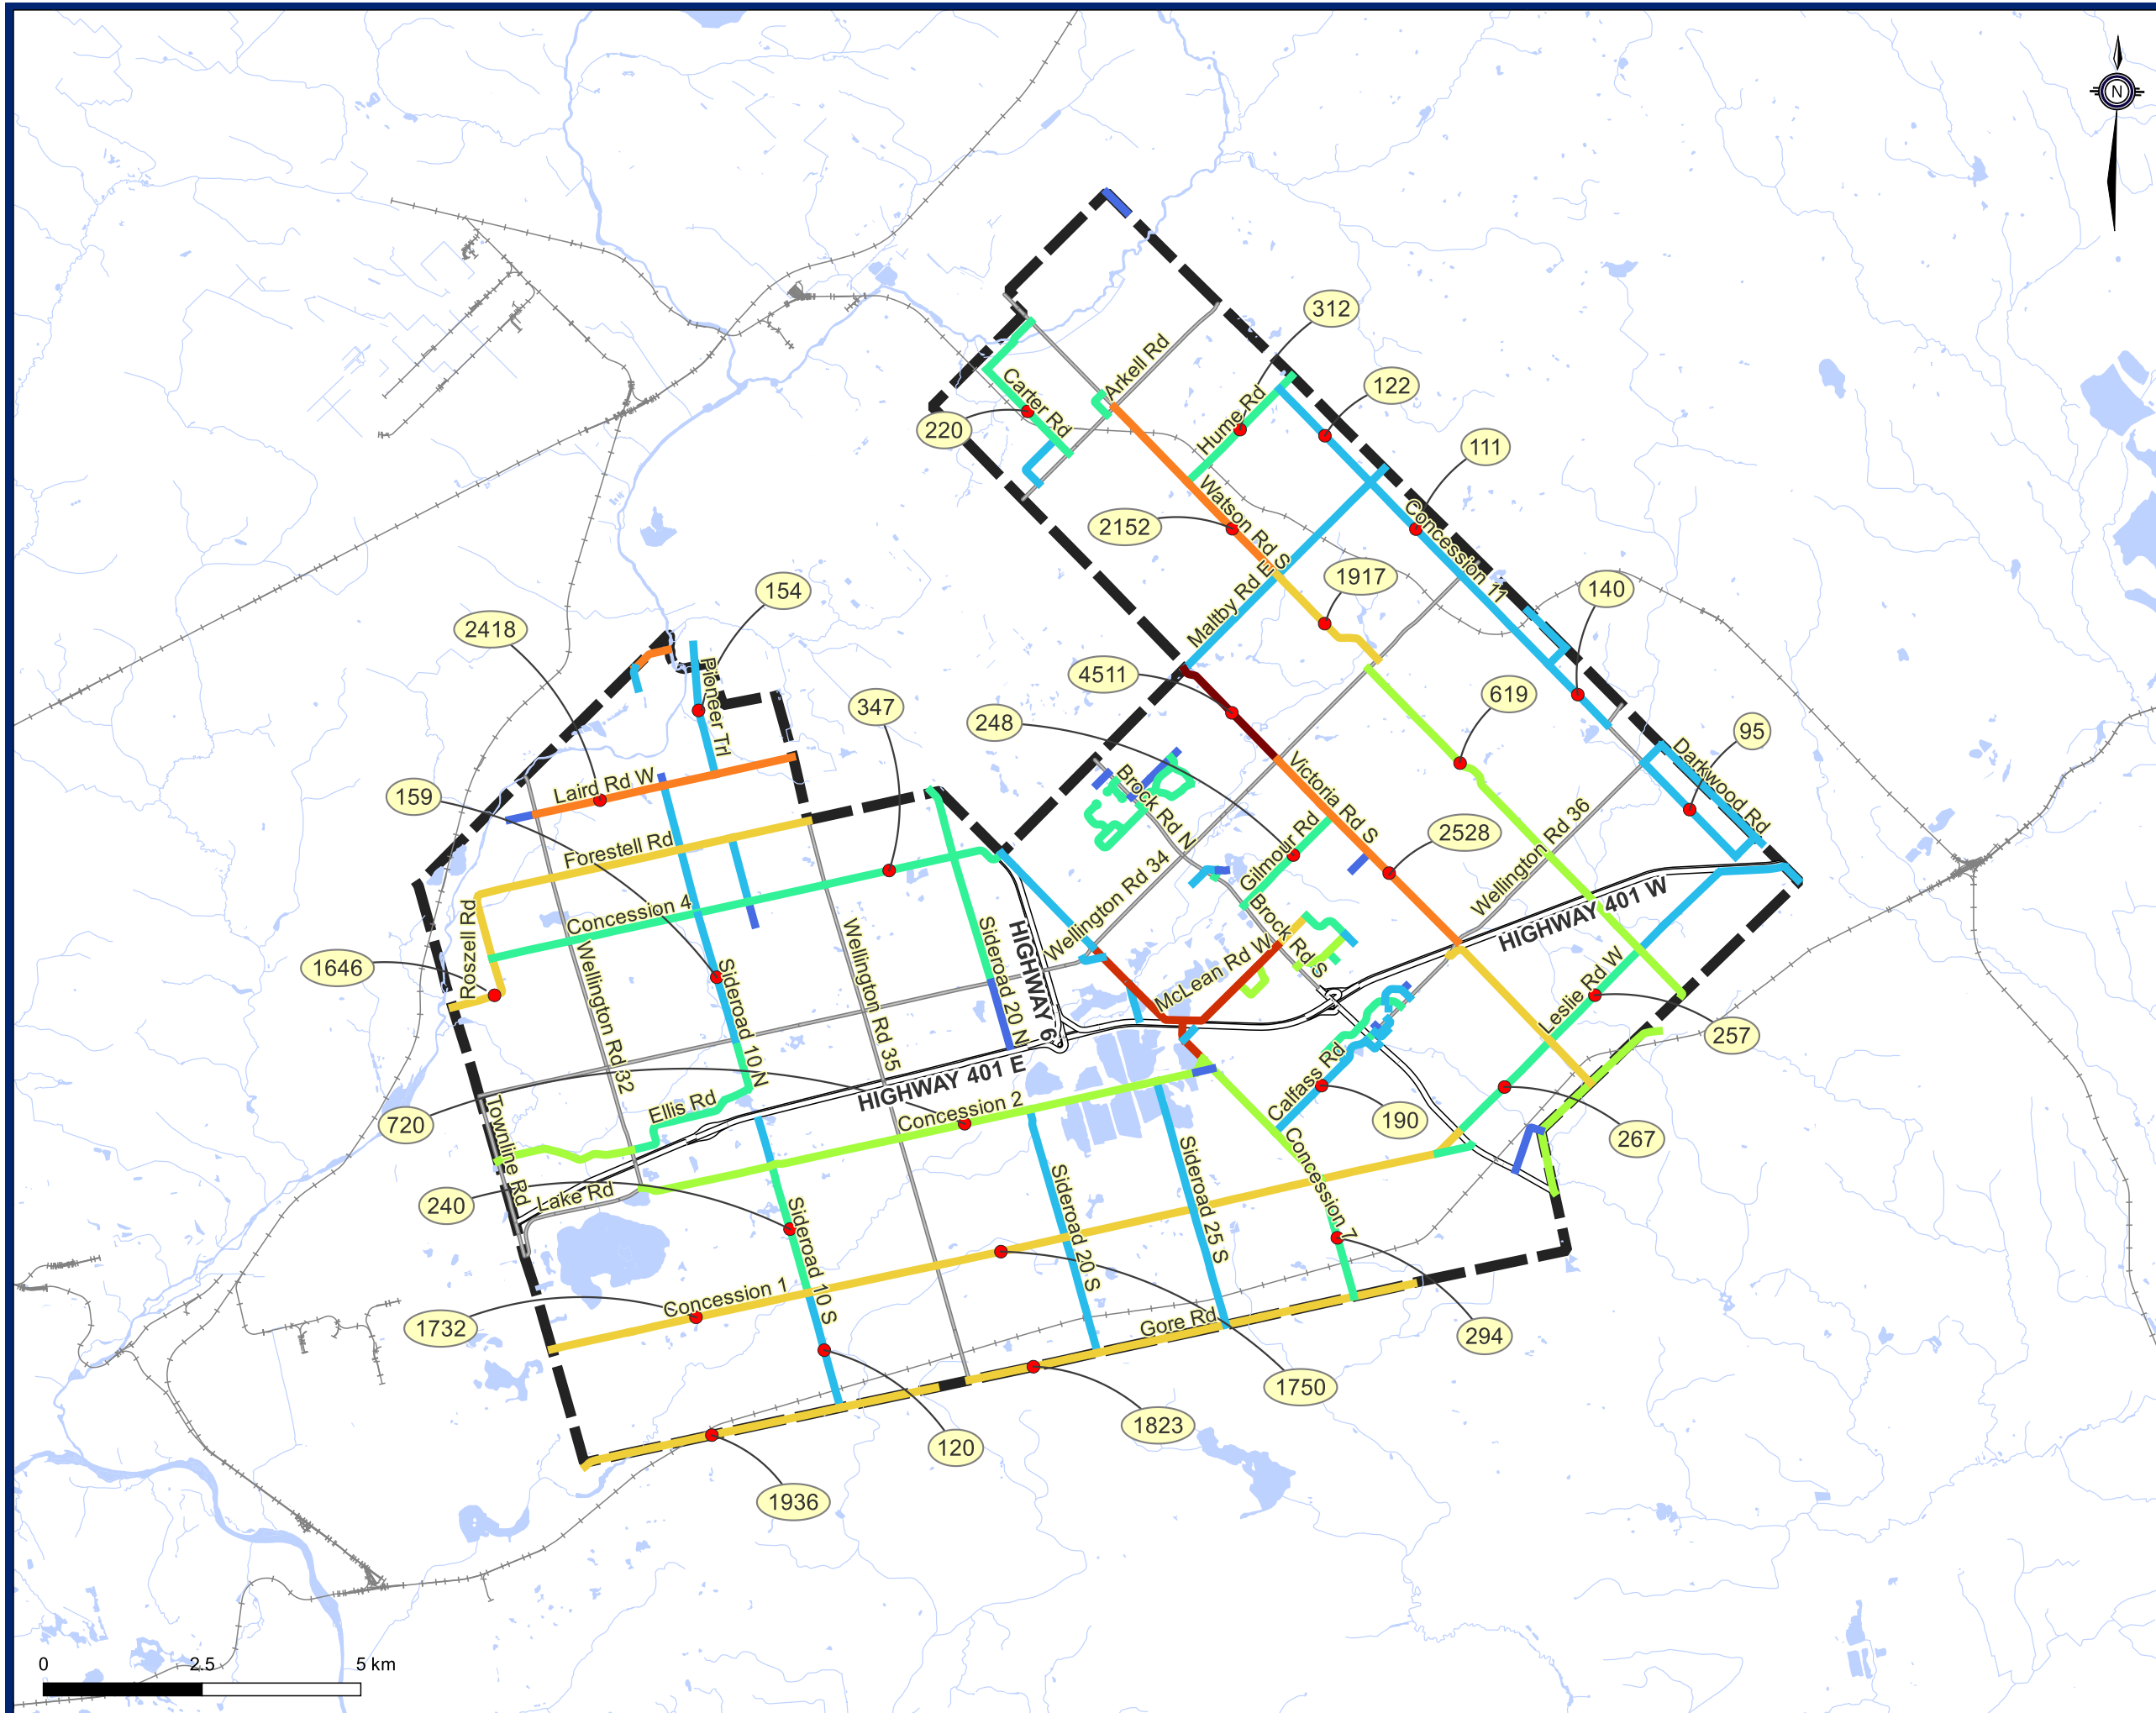 N
312
122
Arkell Rd
Carter Rd
Hume Rd
220
111
Watson Rd S
Concession 11
2152
Maltby Rd E
1917
140
154
2418
Pioneer Trl
4511
347
248
619
95
159
Laird Rd W
Brock Rd N
Victoria Rd S
Darkwood Rd
Forestell Rd
Gilmour Rd
2528
Wellington Rd 36
Concession 4
Roszell Rd
Wellington Rd 34
Brock Rd S
HIGHWAY 401 W
1646
Wellington Rd 32
Sideroad 10 N
Wellington Rd 35
Sideroad 20 N
HIGHWAY 6
McLean Rd W
Leslie Rd W
257
HIGHWAY 401 E
720
Townline Rd
Ellis Rd
Concession 2
Calfass Rd
190
267
240
Lake Rd
Sideroad 10 S
Sideroad 20 S
Sideroad 25 S
Concession 7
1732
Concession 1
Gore Rd
294
1750
1823
120
1936
0 2.5 5 km